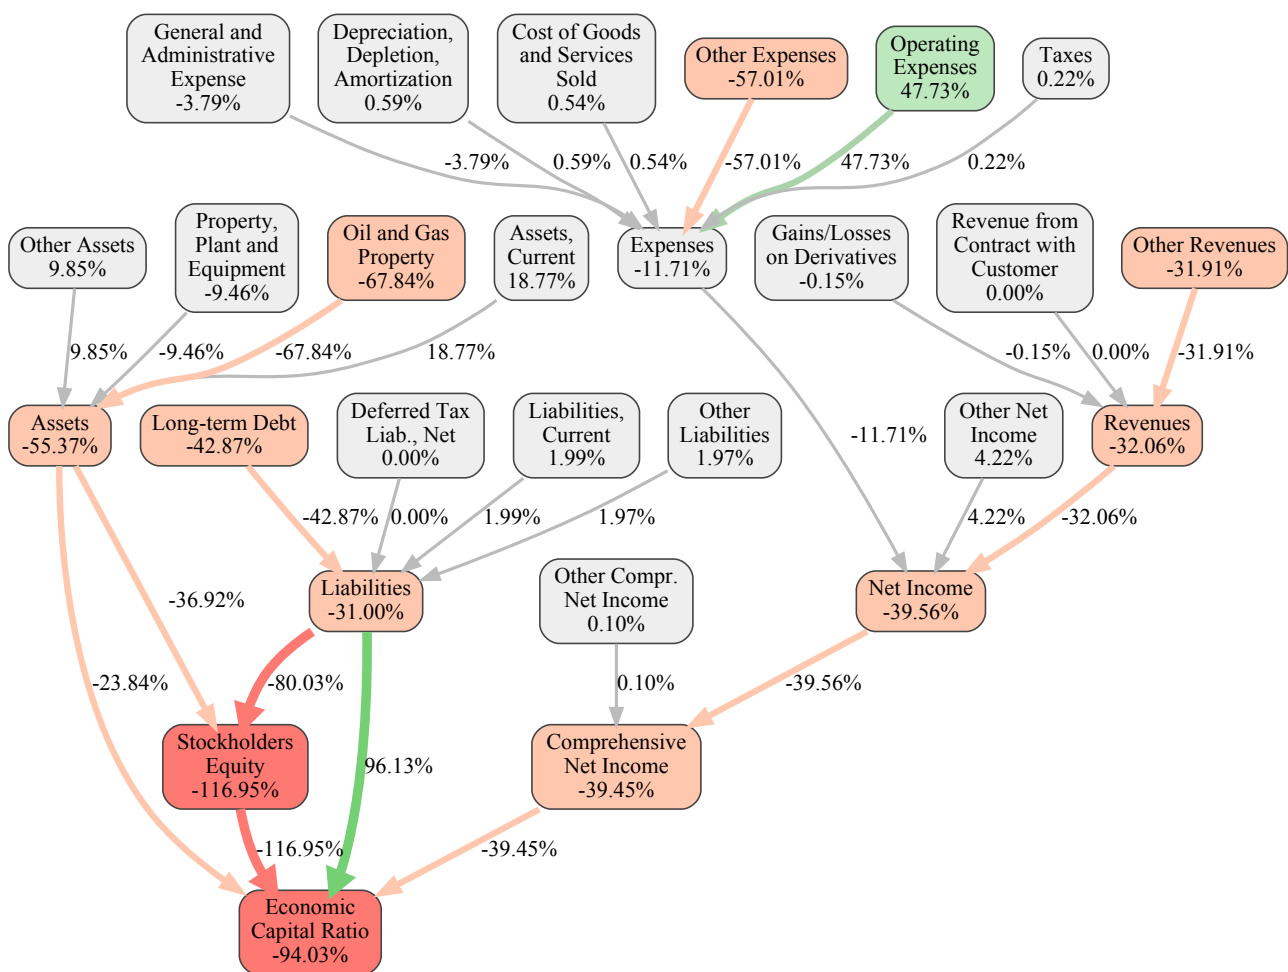 General and
Administrative
Expense
-3.79%
Depreciation,
Depletion,
Amortization
0.59%
Cost of Goods
and Services
Sold
0.54%
Other Expenses
-57.01%
Operating
Expenses
47.73%
Taxes
0.22%
-3.79%
0.59%
0.54%
-57.01%
47.73%
0.22%
Other Assets
9.85%
Property,
Plant and
Equipment
-9.46%
Oil and Gas
Property
-67.84%
Assets,
Current
18.77%
Expenses
-11.71%
Gains/Losses
on Derivatives
-0.15%
Revenue from
Contract with
Customer
0.00%
Other Revenues
-31.91%
9.85%
-9.46%
-67.84%
18.77%
-0.15%
0.00%
-31.91%
Assets
-55.37%
Long-term Debt
-42.87%
Deferred Tax
Liab., Net
0.00%
Liabilities,
Current
1.99%
Other
Liabilities
1.97%
-11.71%
Other Net
Income
4.22%
Revenues
-32.06%
-42.87%
0.00%
1.99%
1.97%
4.22%
-32.06%
-36.92%
Liabilities
-31.00%
Other Compr.
Net Income
0.10%
Net Income
-39.56%
-23.84%
-80.03%
0.10%
-39.56%
Stockholders
Equity
-116.95%
96.13%
Comprehensive
Net Income
-39.45%
-116.95%
-39.45%
Economic
Capital Ratio
-94.03%